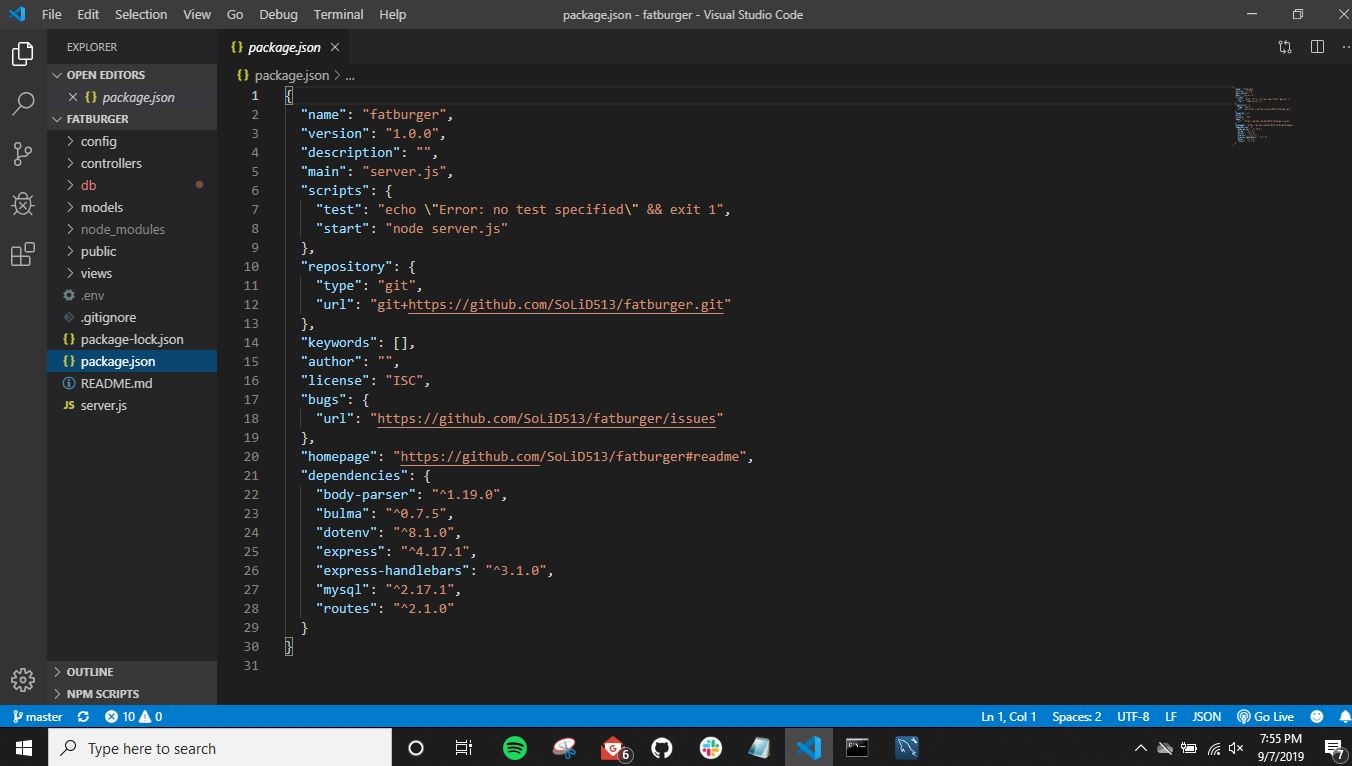 File Edit Selection View Go Debug Terminal Help
package.json - fatburger - Visual Studio Code
EXPLORER
OPEN EDITORS
{} package.json
FATBURGER
config
controllers
db
models
node_modules
public
views
.env
.gitignore
{} package-lock.json
{} package.json
README.md
JS server.js
OUTLINE
NPM SCRIPTS
{} package.json
{} package.json > ...
1 {
2 "name": "fatburger",
3 "version": "1.0.0",
4 "description": "",
5 "main": "server.js",
6 "scripts": {
7 "test": "echo \"Error: no test specified\" && exit 1",
8 "start": "node server.js"
9 },
10 "repository": {
11 "type": "git",
12 "url": "git+https://github.com/SoLiD513/fatburger.git"
13 },
14 "keywords": [],
15 "author": "",
16 "license": "ISC",
17 "bugs": {
18 "url": "https://github.com/SoLiD513/fatburger/issues"
19 },
20 "homepage": "https://github.com/SoLiD513/fatburger#readme",
21 "dependencies": {
22 "body-parser": "^1.19.0",
23 "bulma": "^0.7.5",
24 "dotenv": "^8.1.0",
25 "express": "^4.17.1",
26 "express-handlebars": "^3.1.0",
27 "mysql": "^2.17.1",
28 "routes": "^2.1.0"
29 }
30 }
31
master 10 0 Ln 1, Col 1 Spaces: 2 UTF-8 LF JSON Go Live
Type here to search
6
7:55 PM
9/7/2019
7